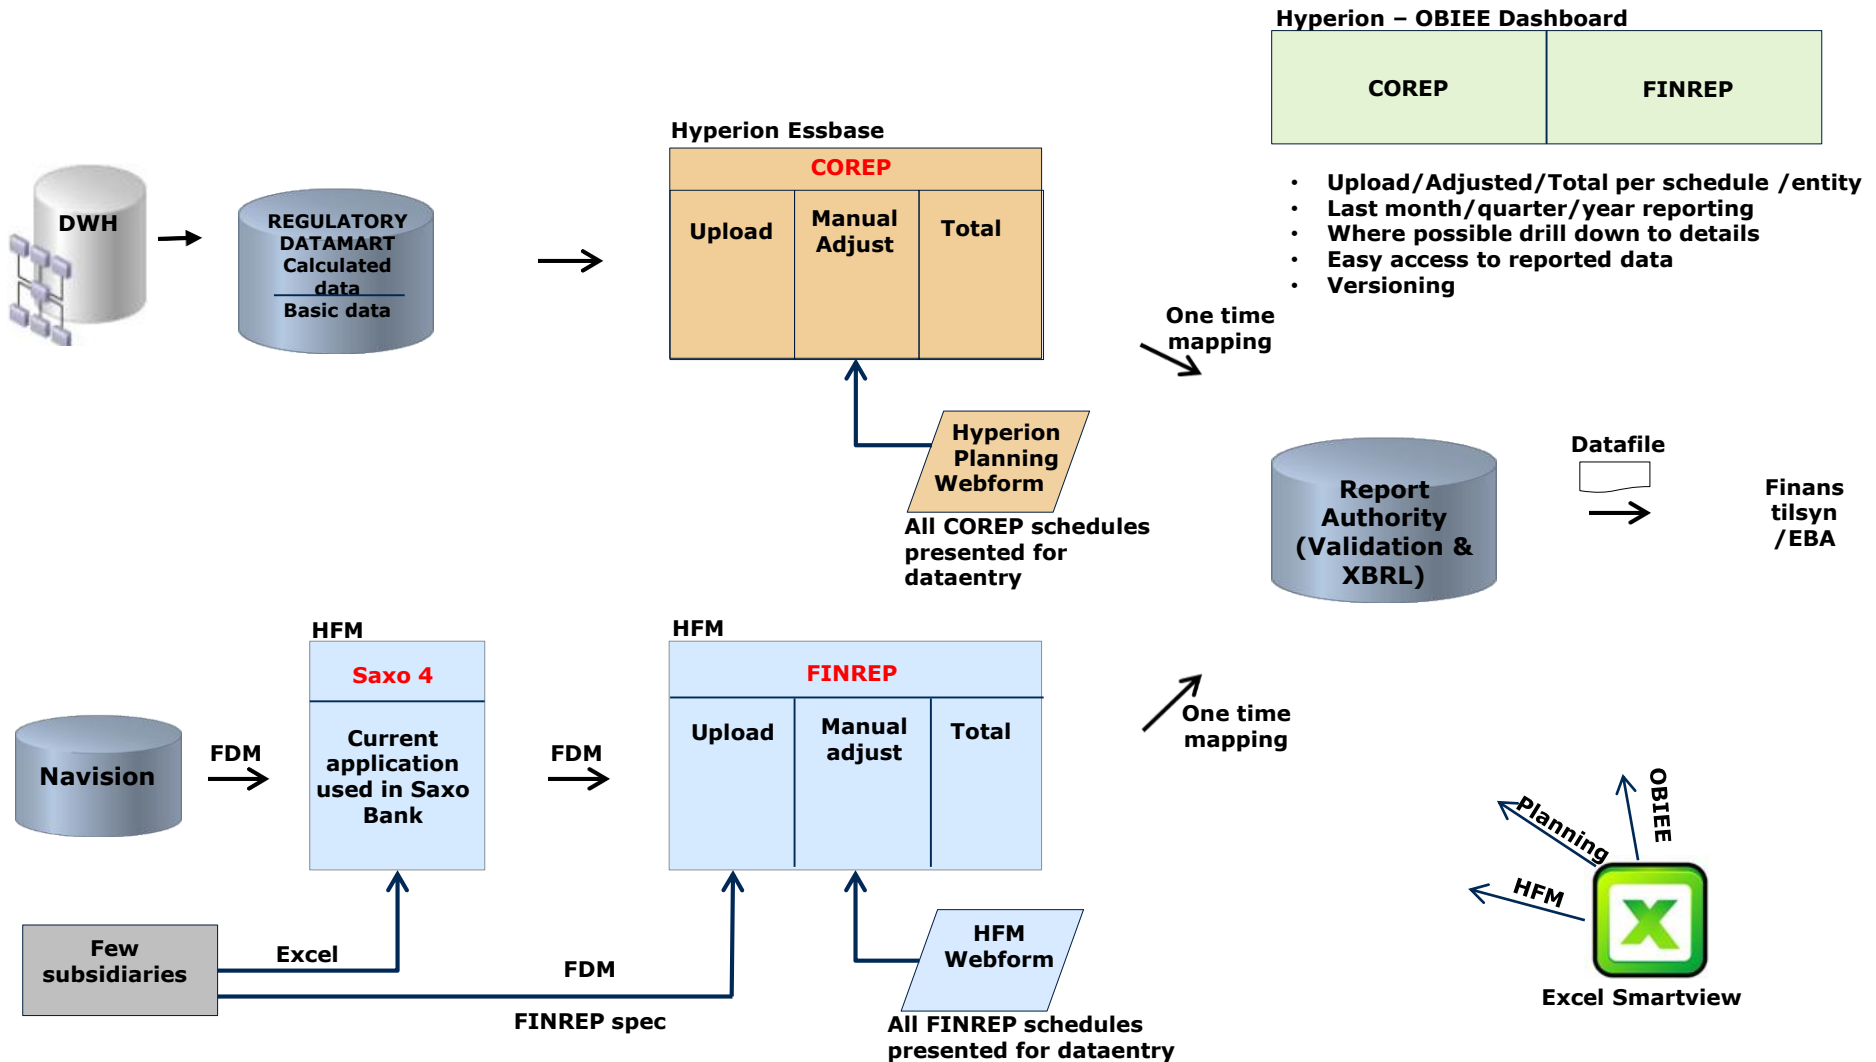 Hyperion – OBIEE Dashboard
COREP
FINREP
• Upload/Adjusted/Total per schedule /entity
• Last month/quarter/year reporting
• Where possible drill down to details
• Easy access to reported data
• Versioning
Hyperion Essbase
COREP
Upload
Manual
Adjust
Total
DWH
REGULATORY
DATAMART
Calculated
data
Basic data
One time
mapping
Hyperion
Planning
Webform
All COREP schedules
presented for
dataentry
Report
Authority
(Validation &
XBRL)
Datafile
Finans
tilsyn
/EBA
HFM
Saxo 4
Current
application
used in Saxo
Bank
HFM
FINREP
Upload
Manual
adjust
Total
One time
mapping
Navision
FDM
FDM
Few
subsidiaries
Excel
FDM
FINREP spec
HFM
Webform
All FINREP schedules
presented for dataentry
OBIEE
Planning
HFM
X
Excel Smartview